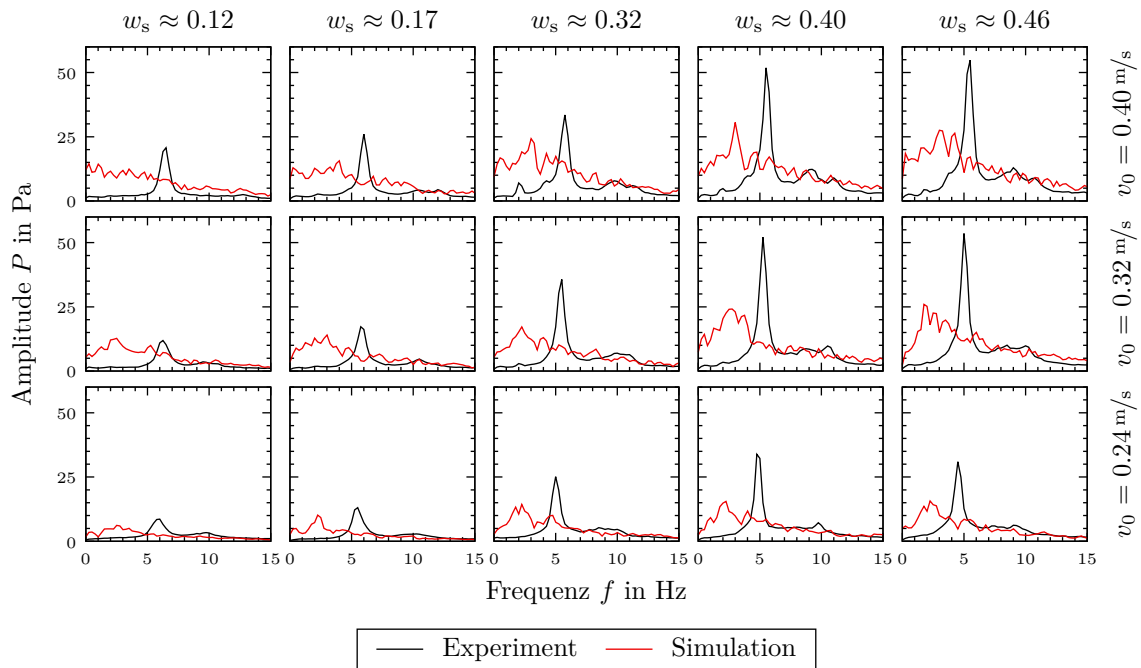 w_s ≈ 0.12 w_s ≈ 0.17 w_s ≈ 0.32 w_s ≈ 0.40 w_s ≈ 0.46
50
25
0
v_0 = 0.40 m/s
50
25
0
v_0 = 0.32 m/s
50
25
0
v_0 = 0.24 m/s
0 5 10 15 0 5 10 15 0 5 10 15 0 5 10 15 0 5 10 15
Amplitude P in Pa
Frequenz f in Hz
Experiment Simulation